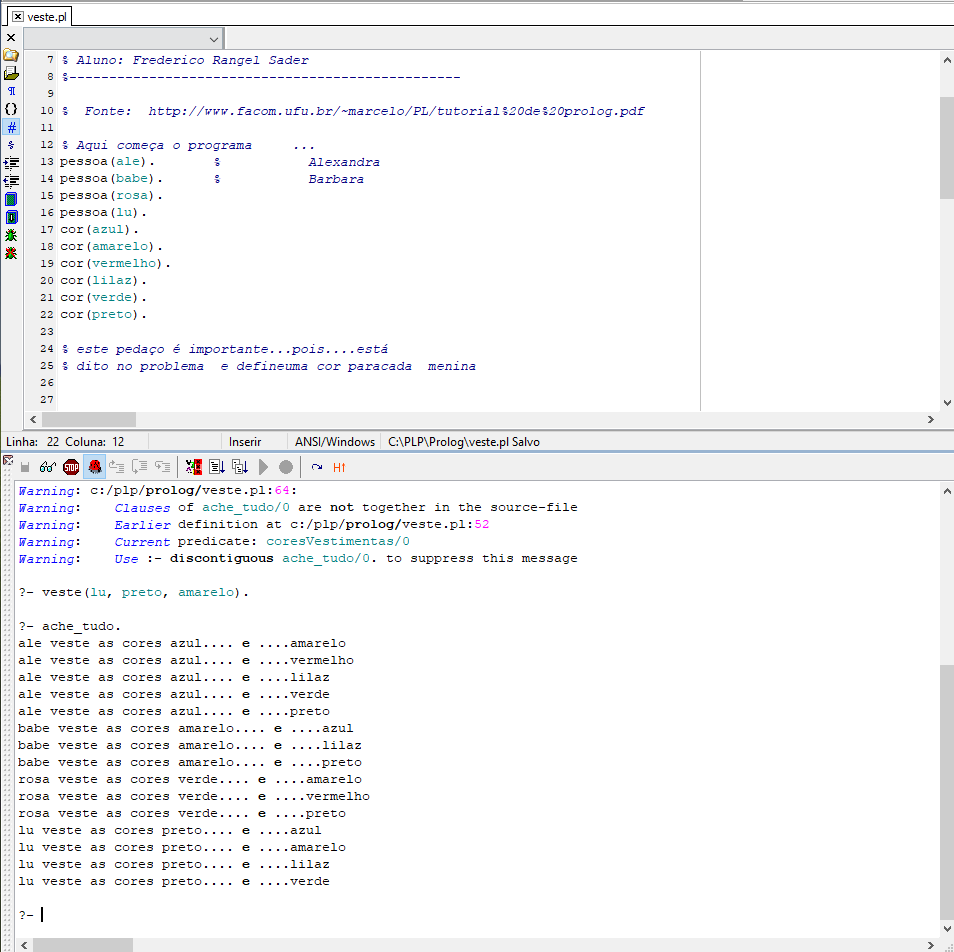 veste.pl
7 % Aluno: Frederico Rangel Sader
8 %-------------------------------------------------
9
10 %  Fonte:  http://www.facom.ufu.br/~marcelo/PL/tutorial%20de%20prolog.pdf
11
12 % Aqui começa o programa     ...
13 pessoa(ale).       %           Alexandra
14 pessoa(babe).      %           Barbara
15 pessoa(rosa).
16 pessoa(lu).
17 cor(azul).
18 cor(amarelo).
19 cor(vermelho).
20 cor(lilaz).
21 cor(verde).
22 cor(preto).
23
24 % este pedaço é importante...pois....está
25 % dito no problema  e defineuma cor paracada  menina
26
27
Linha: 22 Coluna: 12 Inserir ANSI/Windows C:\PLP\Prolog\veste.pl Salvo
STOP
Warning: c:/plp/prolog/veste.pl:64:
Warning:    Clauses of ache_tudo/0 are not together in the source-file
Warning:    Earlier definition at c:/plp/prolog/veste.pl:52
Warning:    Current predicate: coresVestimentas/0
Warning:    Use :- discontiguous ache_tudo/0. to suppress this message
?- veste(lu, preto, amarelo).
?- ache_tudo.
ale veste as cores azul.... e ....amarelo
ale veste as cores azul.... e ....vermelho
ale veste as cores azul.... e ....lilaz
ale veste as cores azul.... e ....verde
ale veste as cores azul.... e ....preto
babe veste as cores amarelo.... e ....azul
babe veste as cores amarelo.... e ....lilaz
babe veste as cores amarelo.... e ....preto
rosa veste as cores verde.... e ....amarelo
rosa veste as cores verde.... e ....vermelho
rosa veste as cores verde.... e ....preto
lu veste as cores preto.... e ....azul
lu veste as cores preto.... e ....amarelo
lu veste as cores preto.... e ....lilaz
lu veste as cores preto.... e ....verde
?-